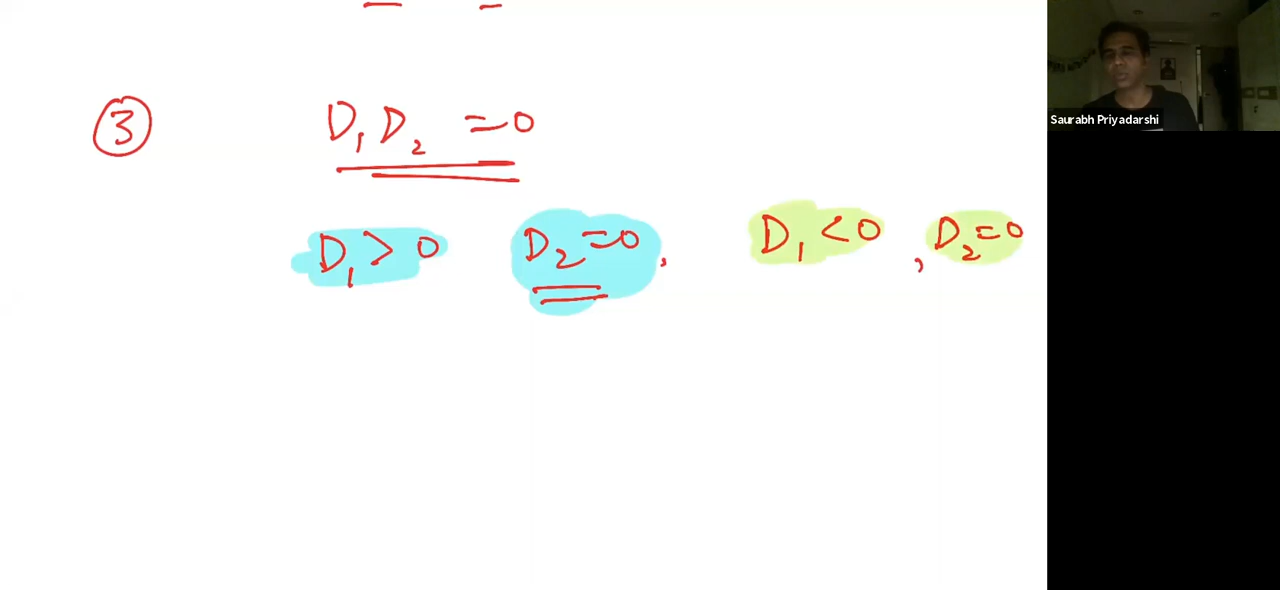 ③ D₁D₂ = 0
D₁ > 0 D₂ = 0, D₁ < 0, D₂ = 0
Saurabh Priyadarshi